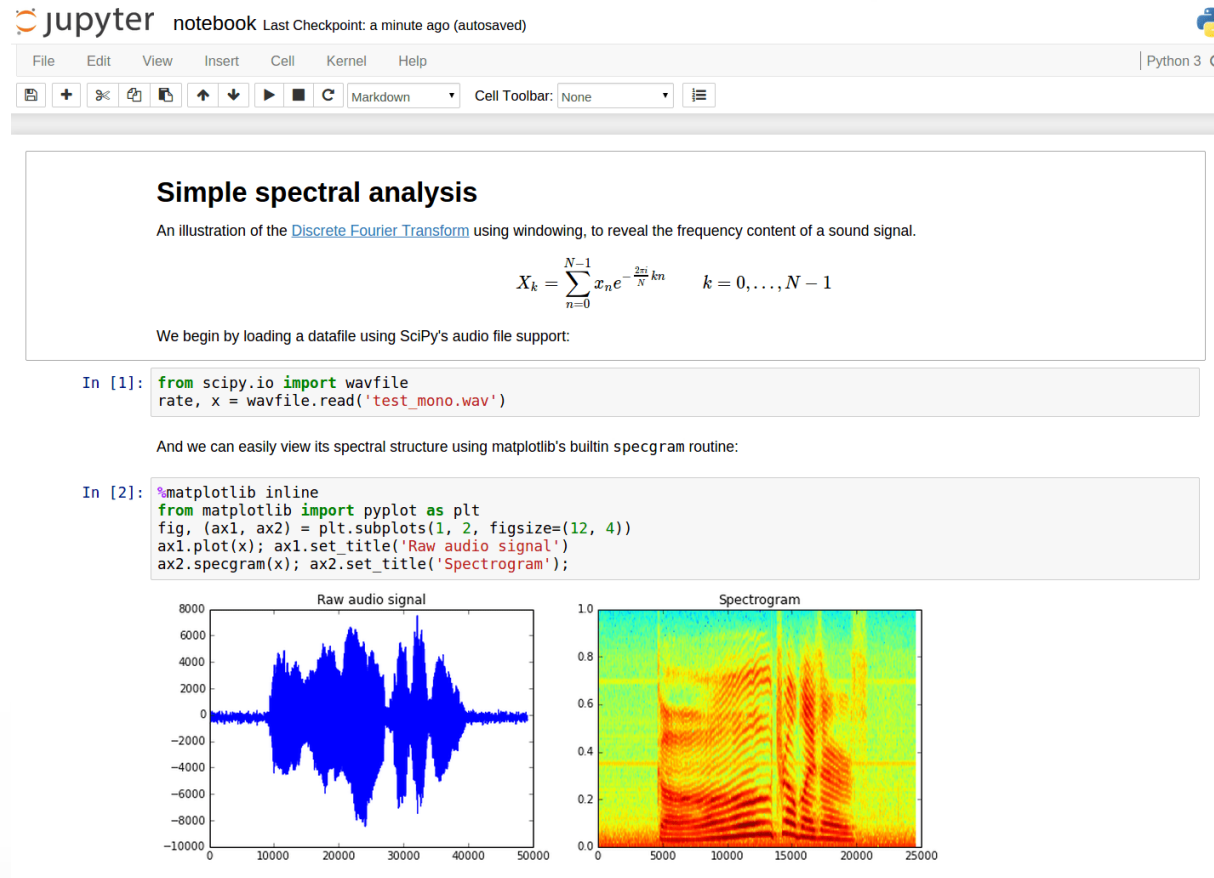 jupyter notebook Last Checkpoint: a minute ago (autosaved)
File Edit View Insert Cell Kernel Help Python 3
Markdown Cell Toolbar: None
Simple spectral analysis
An illustration of the Discrete Fourier Transform using windowing, to reveal the frequency content of a sound signal.
X_k = \sum_{n=0}^{N-1} x_n e^{-\frac{2\pi i}{N} kn} k = 0, . . . , N − 1
We begin by loading a datafile using SciPy's audio file support:
In [1]: from scipy.io import wavfile
rate, x = wavfile.read('test_mono.wav')
And we can easily view its spectral structure using matplotlib's builtin specgram routine:
In [2]: %matplotlib inline
from matplotlib import pyplot as plt
fig, (ax1, ax2) = plt.subplots(1, 2, figsize=(12, 4))
ax1.plot(x); ax1.set_title('Raw audio signal')
ax2.specgram(x); ax2.set_title('Spectrogram');
Raw audio signal
8000
6000
4000
2000
0
−2000
−4000
−6000
−8000
−10000
0 10000 20000 30000 40000 50000
Spectrogram
1.0
0.8
0.6
0.4
0.2
0.0
0 5000 10000 15000 20000 25000